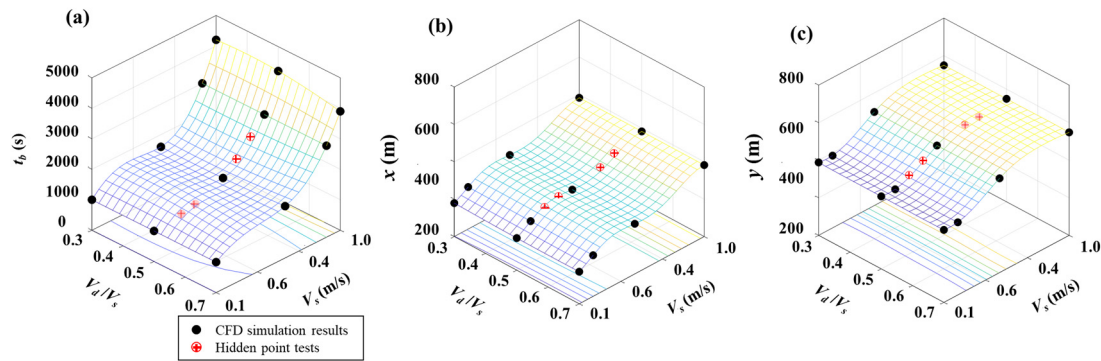 (a)
5000
4000
3000
2000
1000
0
t_b (s)
0.3
0.4
0.5
0.6
0.7
V_d/V_s
0.1
0.6
0.4
1.0
V_s (m/s)
(b)
800
600
400
200
x (m)
0.3
0.4
0.5
0.6
0.7
V_d/V_s
0.1
0.6
0.4
1.0
V_s (m/s)
(c)
800
600
400
200
y (m)
0.3
0.4
0.5
0.6
0.7
V_d/V_s
0.1
0.6
0.4
1.0
V_s (m/s)
CFD simulation results
Hidden point tests